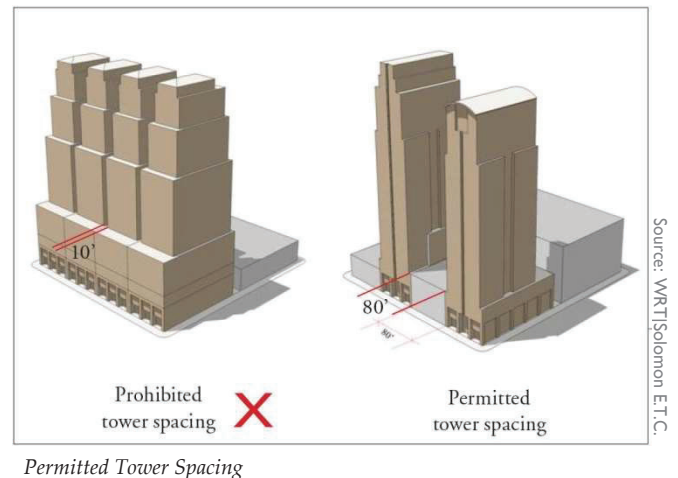 10’
80’
80’
Prohibited
tower spacing
Permitted
tower spacing
Source: WRT|Solomon E.T.C.
Permitted Tower Spacing